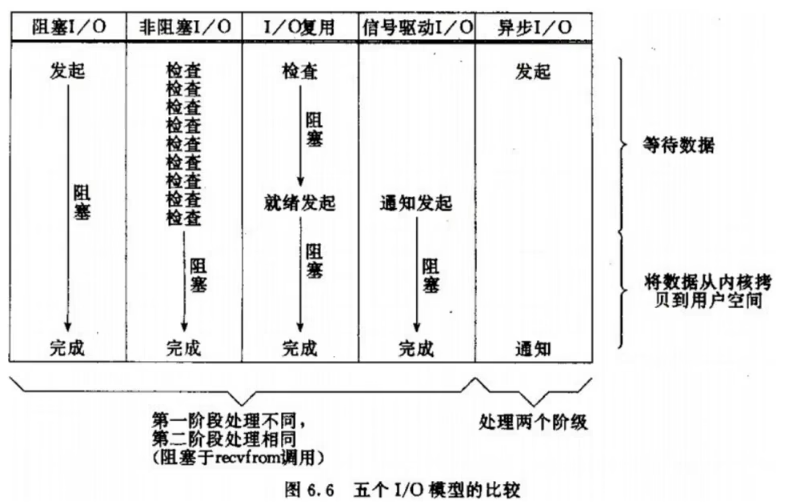 阻塞I/O 非阻塞I/O I/O复用 信号驱动I/O 异步I/O
发起 检查 检查 发起
检查
检查
检查
检查
检查
检查
检查
检查
阻塞
阻塞
就绪发起 通知发起
阻塞
阻塞
阻塞
完成 完成 完成 完成 通知
等待数据
将数据从内核拷
贝到用户空间
第一阶段处理不同，
第二阶段处理相同
（阻塞于recvfrom调用）
处理两个阶级
图 6.6 五个 I/O 模型的比较